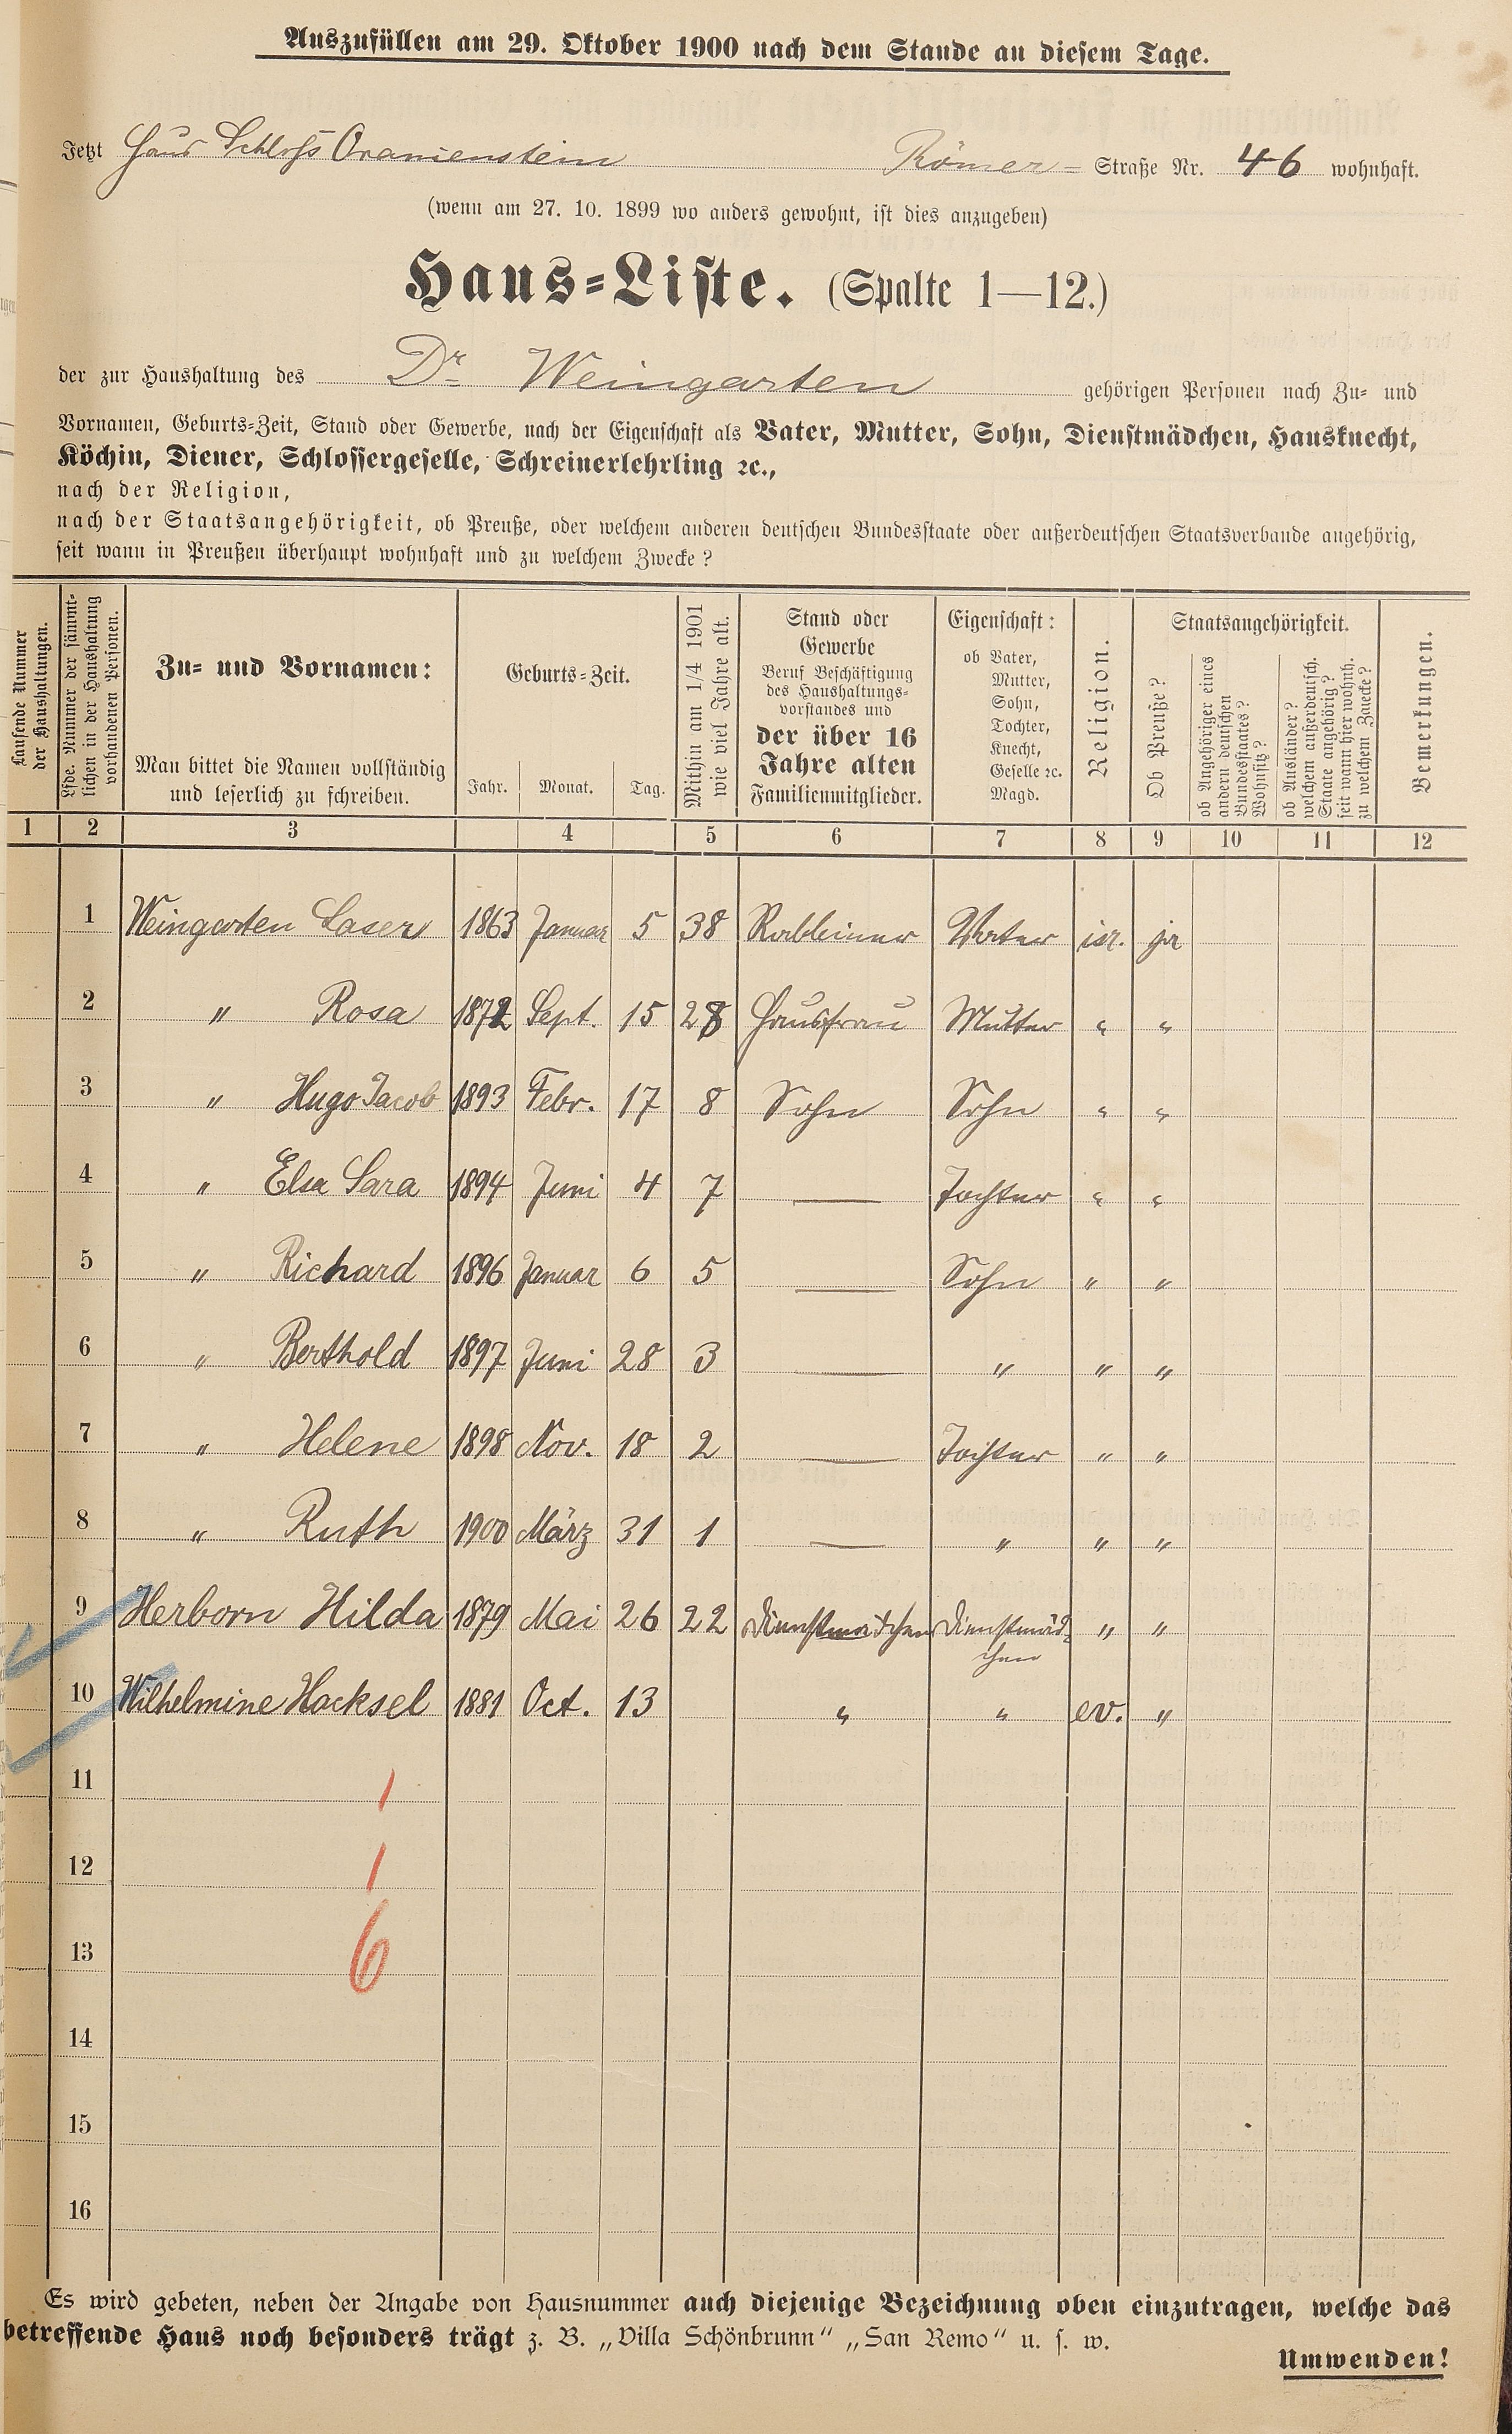 Auszufüllen am 29. Oktober 1900 nach dem Stande an diesem Tage.
Jetzt Haus Schloss Oranienstein Römer- Straße Nr. 46 wohnhaft.
(wenn am 27. 10. 1899 wo anders gewohnt, ist dies anzugeben)
Haus-Liste. (Spalte 1—12.)
der zur Haushaltung des Dr Weingarten gehörigen Personen nach Zu- und
Vornamen, Geburts-Zeit, Stand oder Gewerbe, nach der Eigenschaft als Vater, Mutter, Sohn, Dienstmädchen, Hausknecht,
Köchin, Diener, Schlossergeselle, Schreinerlehrling ꝛc.,
nach der Religion,
nach der Staatsangehörigkeit, ob Preuße, oder welchem anderen deutschen Bundesstaate oder außerdeutschen Staatsverbande angehörig,
seit wann in Preußen überhaupt wohnhaft und zu welchem Zwecke?
Laufende Nummer
der Haushaltungen.
Lfde. Nummer der sämmt-
lichen in der Haushaltung
vorhandenen Personen.
Zu- und Vornamen:
Man bittet die Namen vollständig
und leserlich zu schreiben.
Geburts-Zeit.
Jahr. Monat. Tag.
Mithin am 1/4 1901
wie viel Jahre alt.
Stand oder
Gewerbe
Beruf Beschäftigung
des Haushaltungs-
vorstandes und
der über 16
Jahre alten
Familienmitglieder.
Eigenschaft:
ob Vater,
Mutter,
Sohn,
Tochter,
Knecht,
Geselle ꝛc.
Magd.
Religion.
Staatsangehörigkeit.
Ob Preuße?
ob Angehöriger eines
andern deutschen
Bundesstaates?
Wohnsitz?
ob Ausländer?
welchem außerdeutsch.
Staate angehörig?
seit wann hier wohnh.
zu welchem Zwecke?
Bemerkungen.
1 2 3 4 5 6 7 8 9 10 11 12
1 Weingarten Laser 1863 Januar 5 38 Rabbiner Vater isr. ja
2 " Rosa 1872 Sept. 15 28 Hausfrau Mutter " "
3 " Hugo Jacob 1893 Febr. 17 8 Sohn Sohn " "
4 " Elsa Sara 1894 Juni 4 7 — Tochter " "
5 " Richard 1896 Januar 6 5 — Sohn " "
6 " Berthold 1897 Juni 28 3 — " " "
7 " Helene 1898 Nov. 18 2 — Tochter " "
8 " Ruth 1900 März 31 1 — " " "
9 Herborn Hilda 1879 Mai 26 22 Dienstmädchen Dienstmäd-
chen " "
10 Wilhelmine Hacksel 1881 Oct. 13 " " ev. "
11 1
12 1
13 6
14
15
16
Es wird gebeten, neben der Angabe von Hausnummer auch diejenige Bezeichnung oben einzutragen, welche das
betreffende Haus noch besonders trägt z. B. „Villa Schönbrunn“ „San Remo“ u. s. w.
Umwenden!